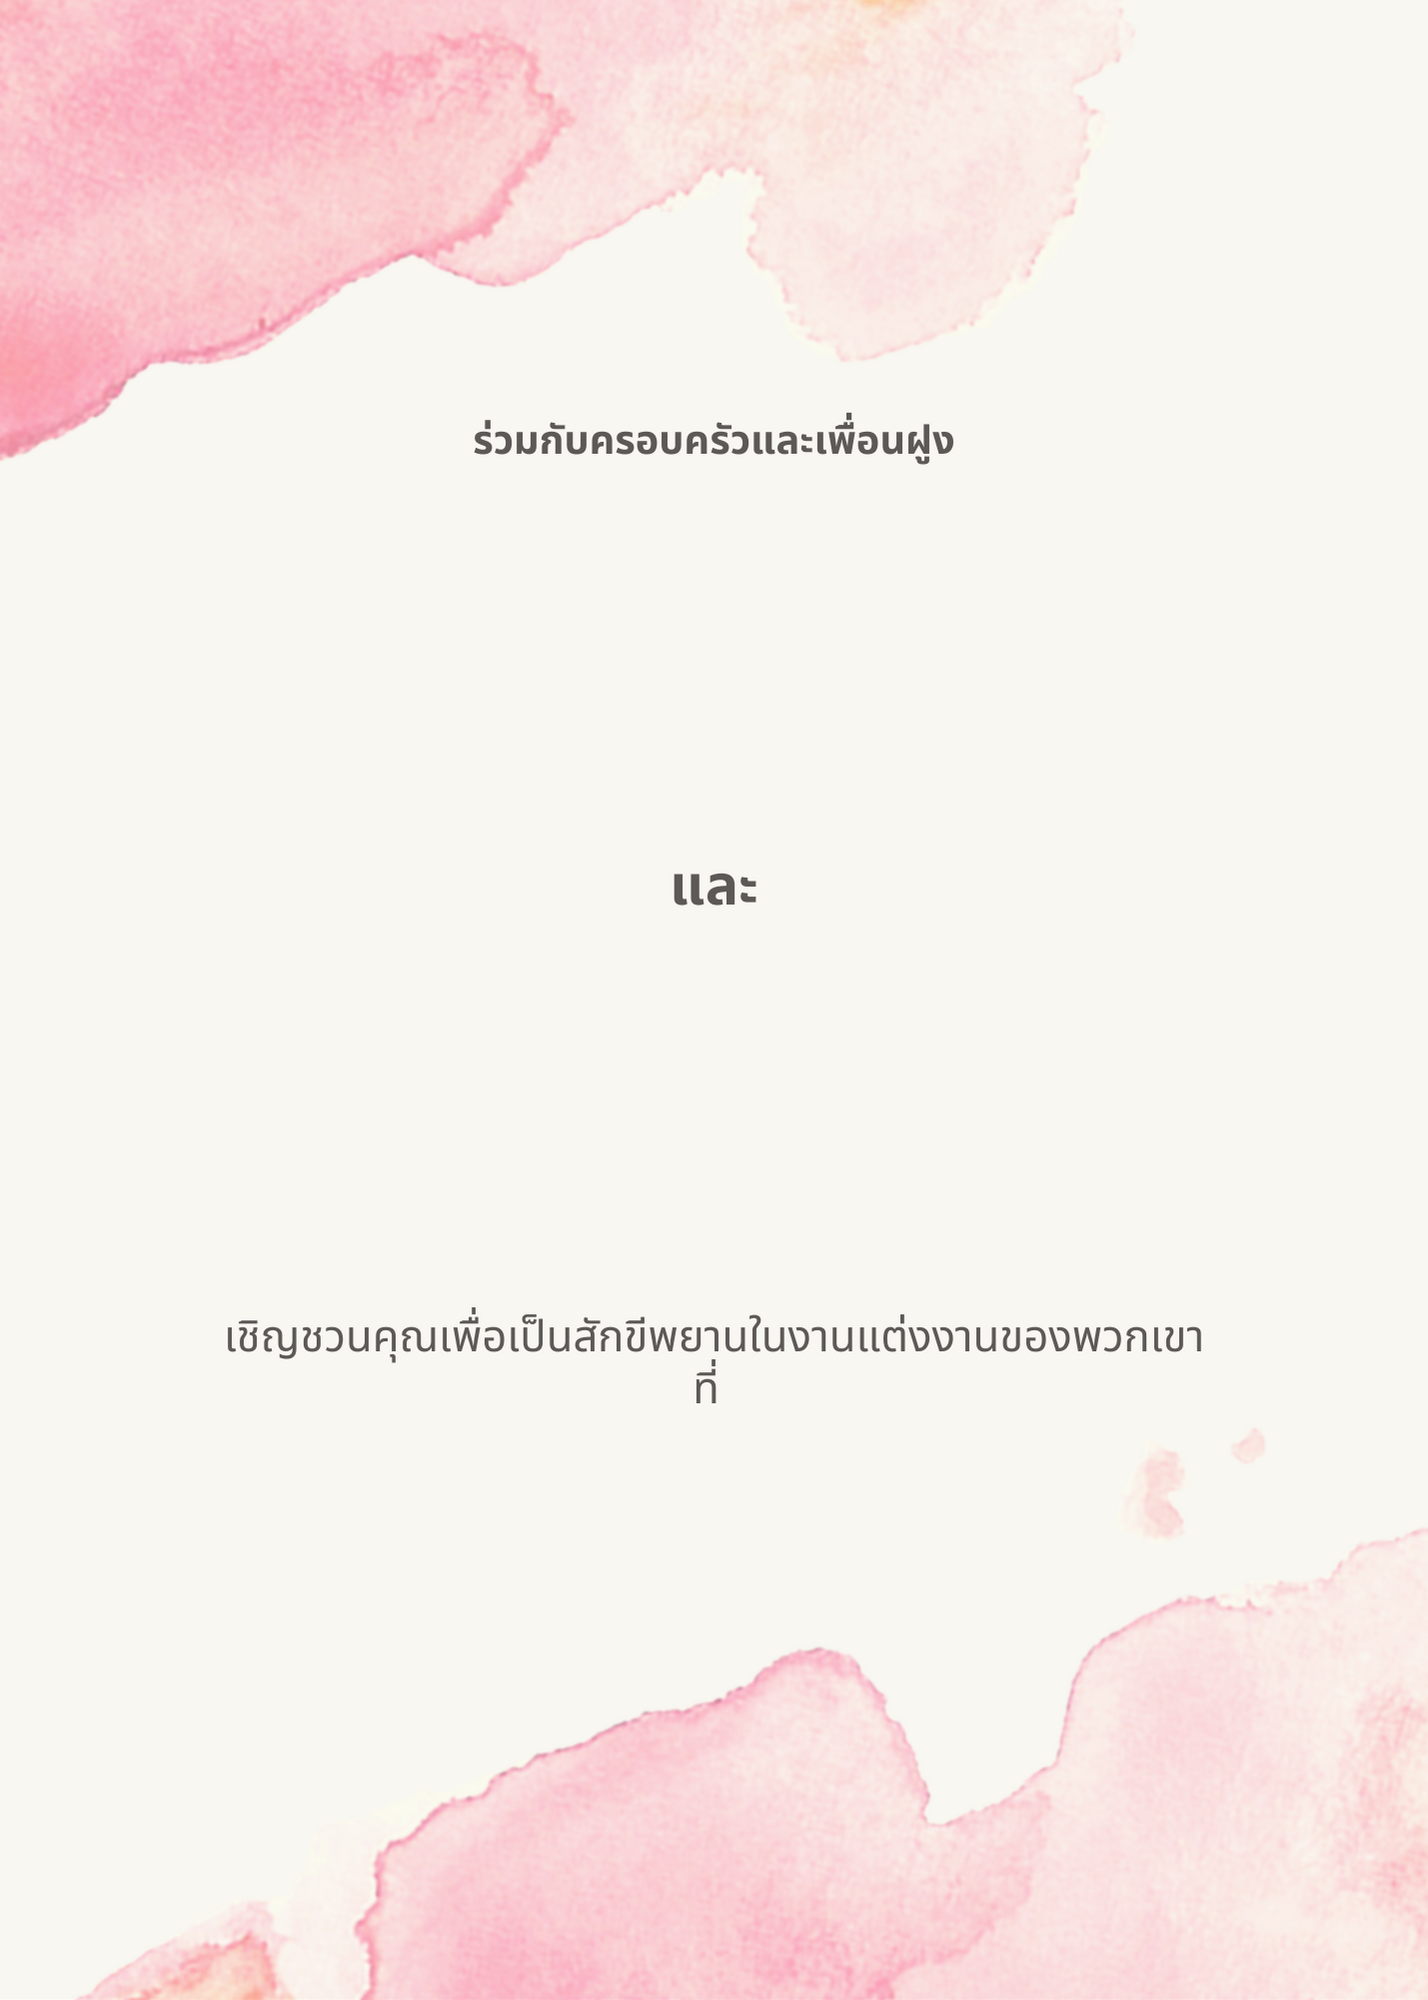 ร่วมกับครอบครัวและเพื่อนฝูง
และ
เชิญชวนคุณเพื่อเป็นสักขีพยานในงานแต่งงานของพวกเขา
ที่